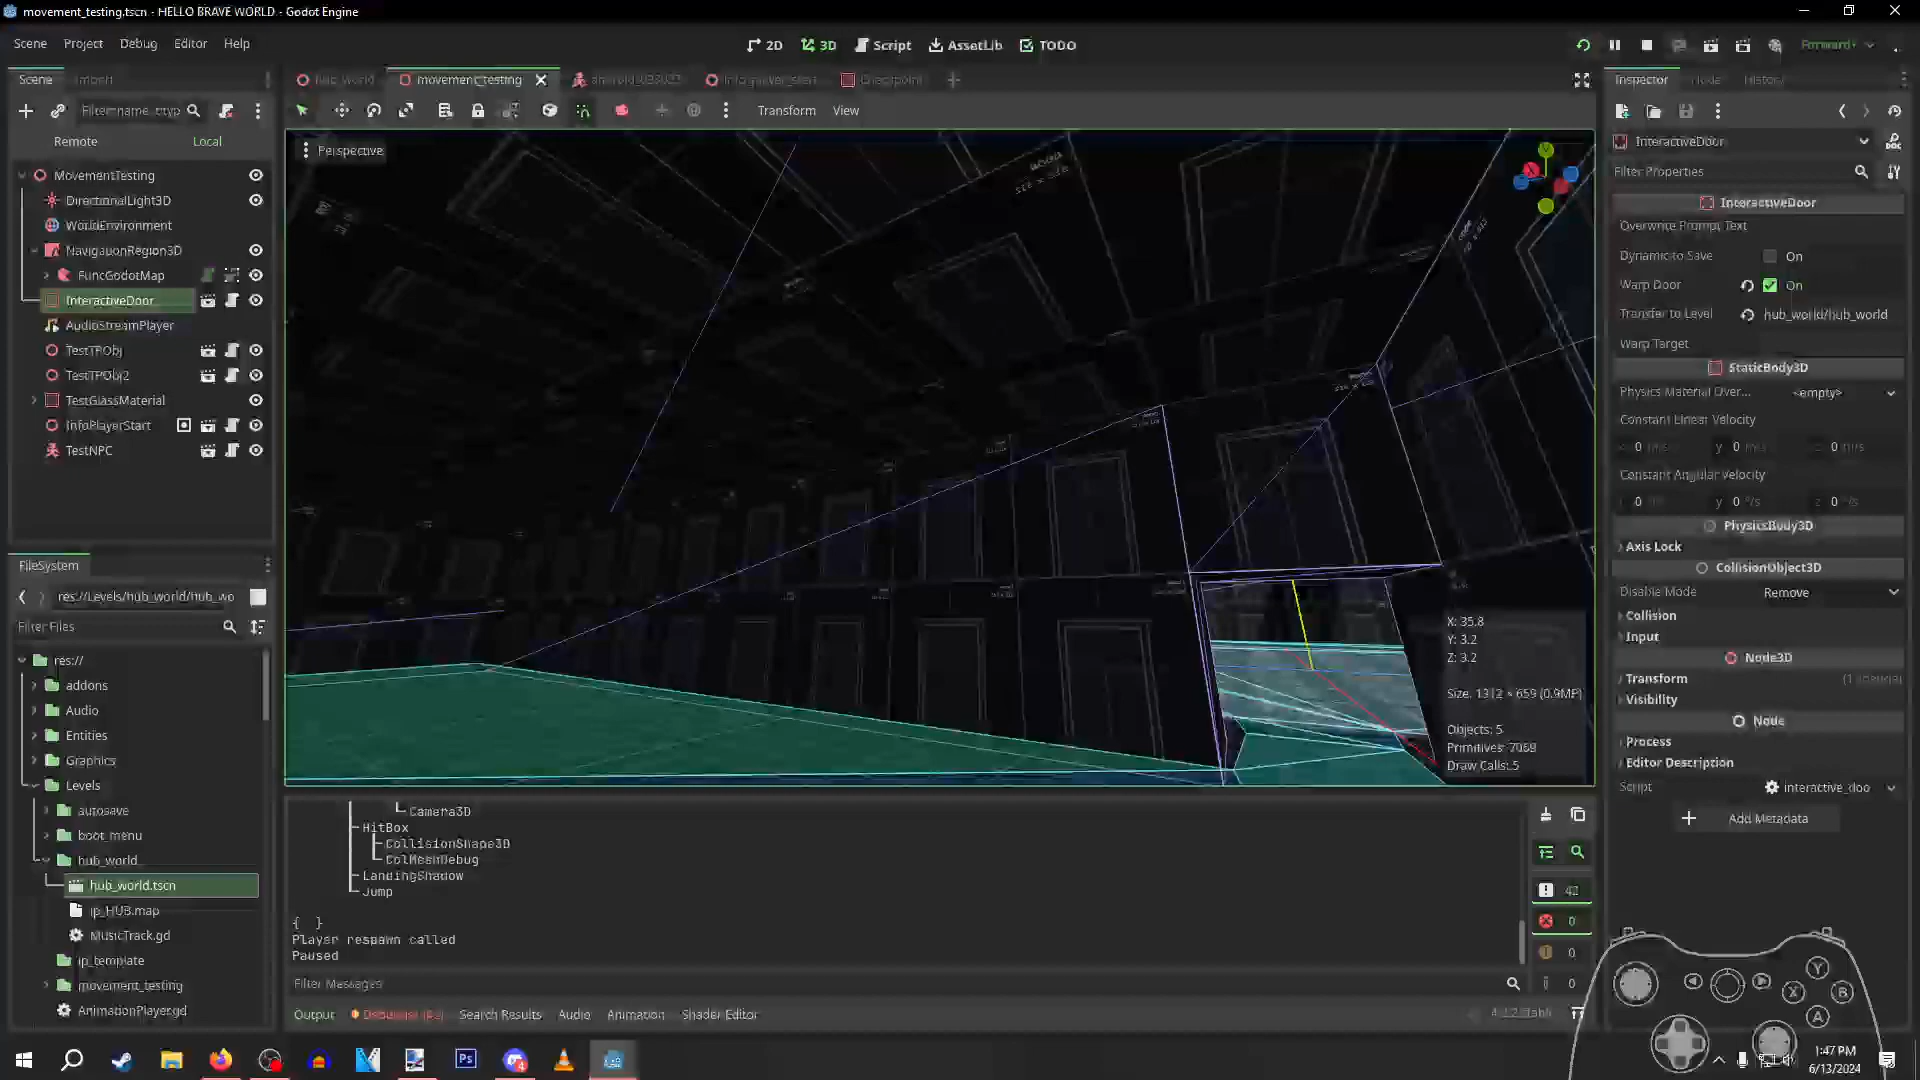 movement_testing.tscn - HELLO BRAVE WORLD - Godot Engine
Scene Project Debug Editor Help
2D 3D Script AssetLib TODO
Forward+
Scene Import
hub_world movement_testing Checkpoint
Inspector Node History
Transform View
Remote Local
InteractiveDoor
Perspective
Filter Properties
MovementTesting
DirectionalLight3D
WorldEnvironment
NavigationRegion3D
FuncGodotMap
InteractiveDoor
AudioStreamPlayer
TestTPObj
TestTPObj2
TestGlassMaterial
InfoPlayerStart
TestNPC
InteractiveDoor
Overwrite Prompt Text
Dynamic to Save On
Warp Door On
Transfer to Level hub_world/hub_world
Warp Target
StaticBody3D
Physics Material Over... <empty>
Constant Linear Velocity
0 m/s y 0 m/s z 0 m/s
Constant Angular Velocity
0 °/s y 0 °/s z 0 °/s
PhysicsBody3D
Axis Lock
CollisionObject3D
Disable Mode Remove
Collision
Input
Node3D
Transform
Visibility
Node
Process
Editor Description
Script interactive_doo
Add Metadata
X: 35.8
Y: 3.2
Z: 3.2
Size: 1312 × 659 (0.9MP)
Objects: 5
Primitives: 7068
Draw Calls: 5
FileSystem
res://Levels/hub_world/hub_wo
Filter Files
res://
addons
Audio
Entities
Graphics
Levels
autosave
boot_menu
hub_world
hub_world.tscn
ip_HUB.map
MusicTrack.gd
ip_template
movement_testing
AnimationPlayer.gd
Camera3D
HitBox
CollisionShape3D
ColMeshDebug
LandingShadow
Jump
{ }
Player respawn called
Paused
Filter Messages
0
0
0
Output Search Results Audio Animation Shader Editor
Y
X B
A
1:47 PM
6/13/2024